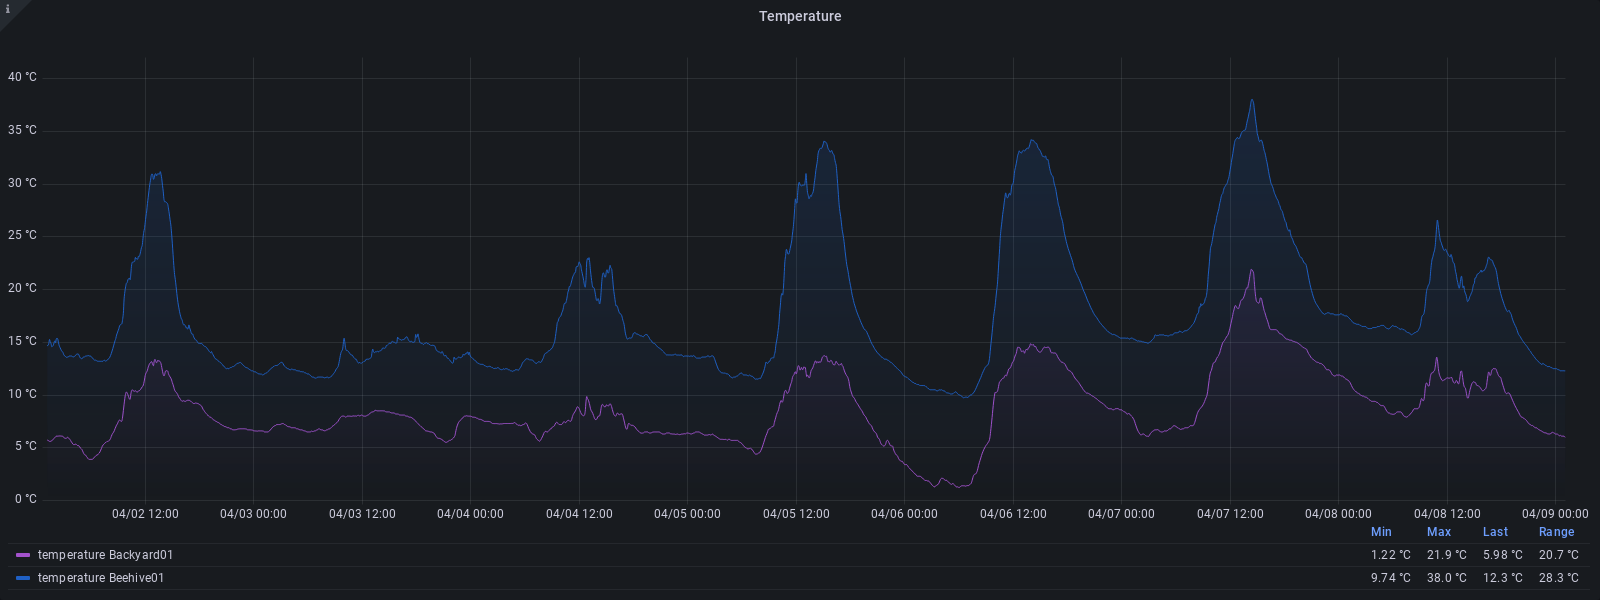 i
Temperature
40 °C
35 °C
30 °C
25 °C
20 °C
15 °C
10 °C
5 °C
0 °C
04/02 12:00 04/03 00:00 04/03 12:00 04/04 00:00 04/04 12:00 04/05 00:00 04/05 12:00 04/06 00:00 04/06 12:00 04/07 00:00 04/07 12:00 04/08 00:00 04/08 12:00 04/09 00:00
Min Max Last Range
temperature Backyard01 1.22 °C 21.9 °C 5.98 °C 20.7 °C
temperature Beehive01 9.74 °C 38.0 °C 12.3 °C 28.3 °C